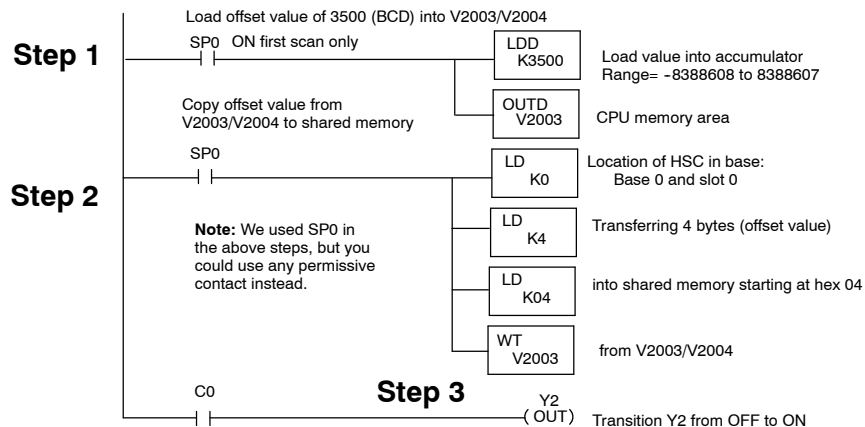 Load offset value of 3500 (BCD) into V2003/V2004
Step 1
SP0 ON first scan only
LDD
K3500
Load value into accumulator
Range= -8388608 to 8388607
OUTD
V2003
CPU memory area
Copy offset value from
V2003/V2004 to shared memory
SP0
Step 2
LD
K0
Location of HSC in base:
Base 0 and slot 0
Note: We used SP0 in
the above steps, but you
could use any permissive
contact instead.
LD
K4
Transferring 4 bytes (offset value)
LD
K04
into shared memory starting at hex 04
WT
V2003
from V2003/V2004
Step 3
C0
Y2
( OUT )
Transition Y2 from OFF to ON